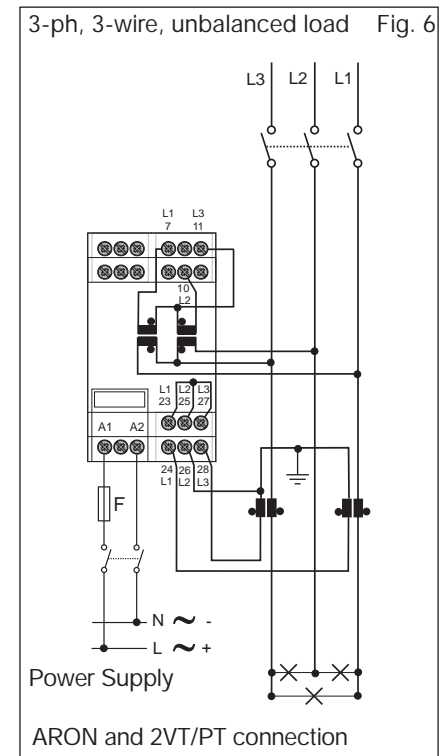 3-ph, 3-wire, unbalanced load Fig. 6
L3 L2 L1
L1 L3
7 11
10
L2
L1 L2 L3
23 25 27
A1 A2
24 26 28
L1 L2 L3
F
N ~ -
L ~ +
Power Supply
ARON and 2VT/PT connection